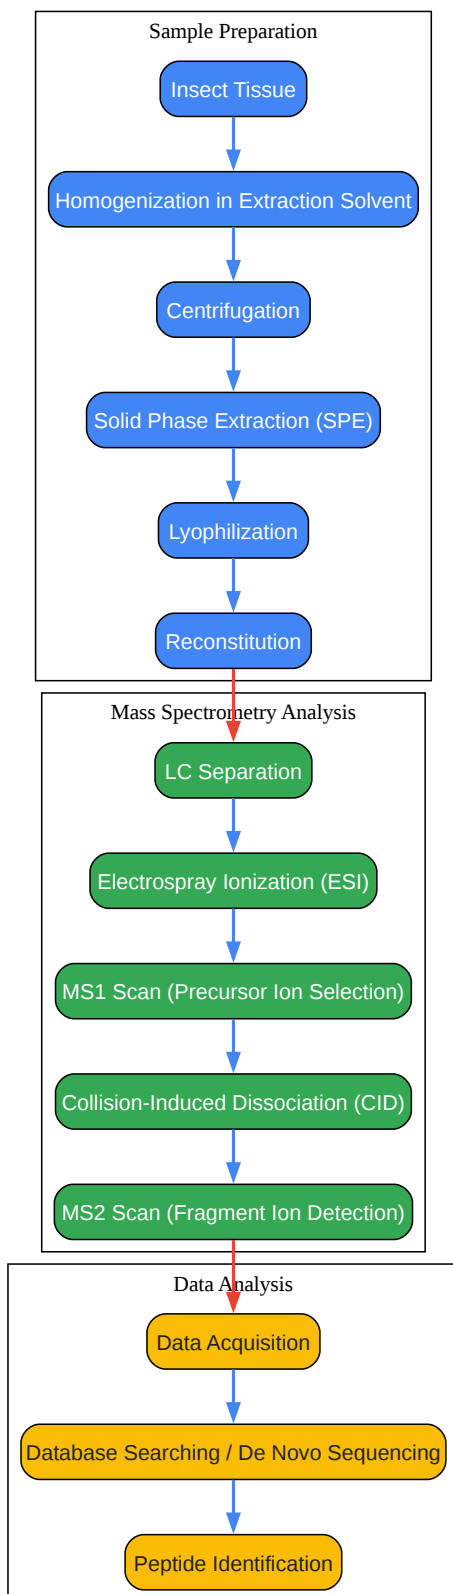 Sample Preparation
Insect Tissue
Homogenization in Extraction Solvent
Centrifugation
Solid Phase Extraction (SPE)
Lyophilization
Reconstitution
Mass Spectrometry Analysis
LC Separation
Electrospray Ionization (ESI)
MS1 Scan (Precursor Ion Selection)
Collision-Induced Dissociation (CID)
MS2 Scan (Fragment Ion Detection)
Data Analysis
Data Acquisition
Database Searching / De Novo Sequencing
Peptide Identification